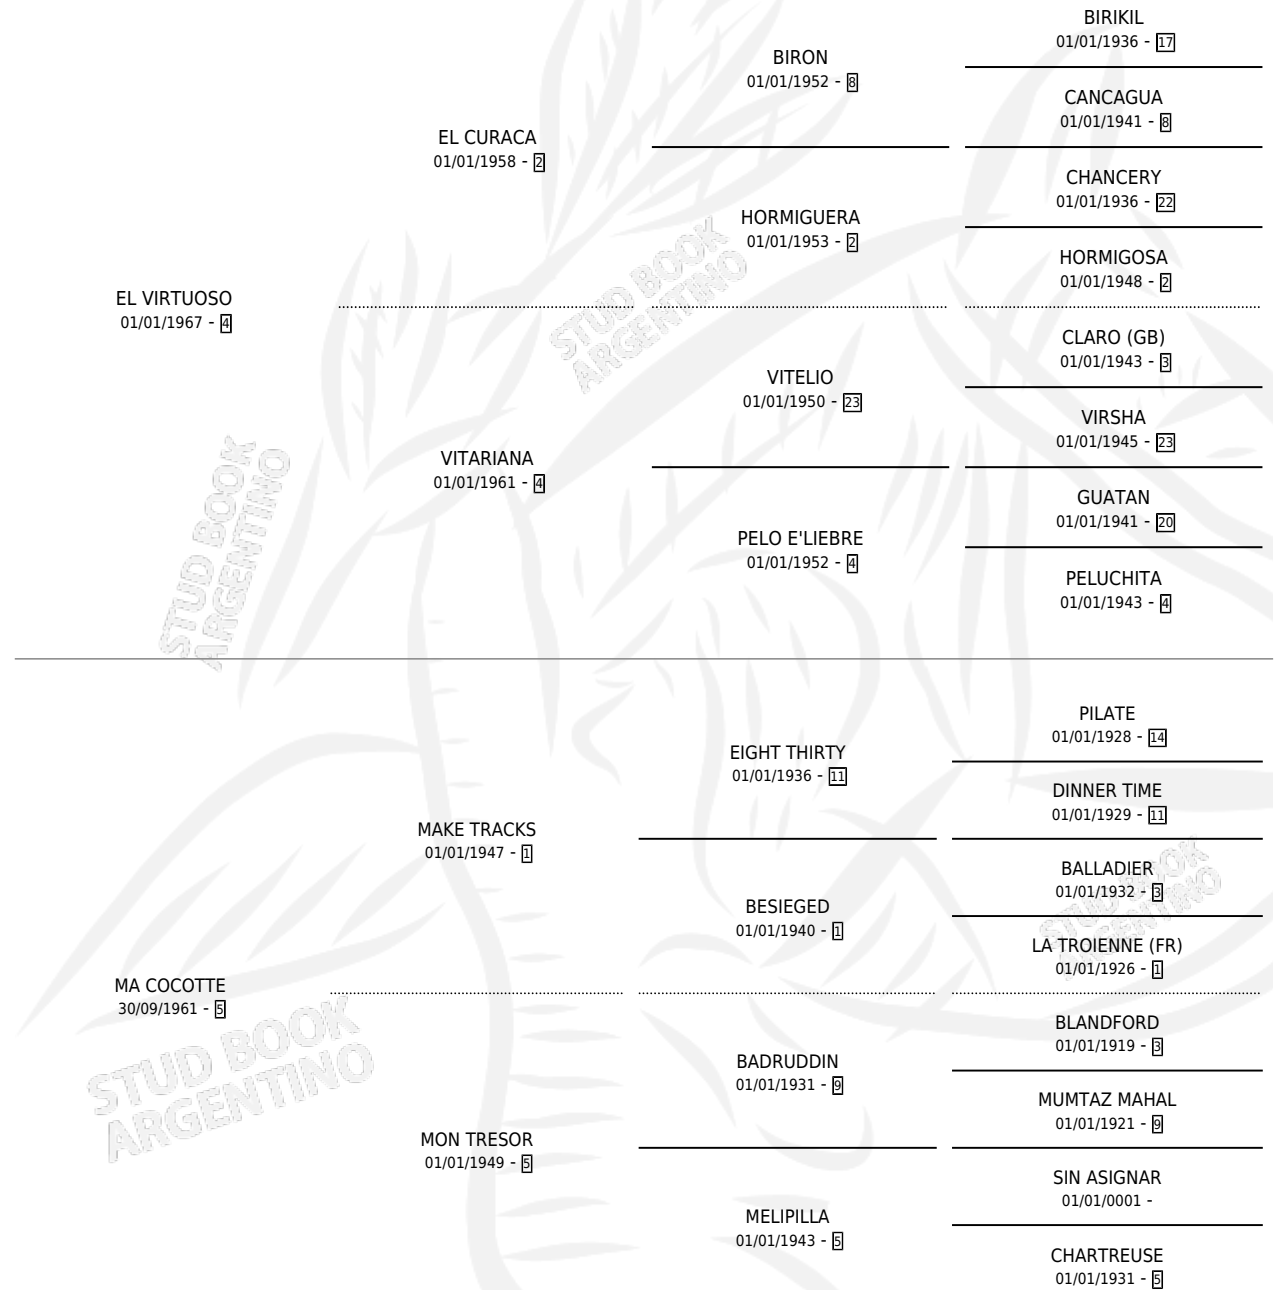 BIRIKIL
01/01/1936 - 17
BIRON
01/01/1952 - 8
CANCAGUA
01/01/1941 - 8
EL CURACA
01/01/1958 - 2
CHANCERY
01/01/1936 - 22
HORMIGUERA
01/01/1953 - 2
HORMIGOSA
01/01/1948 - 2
EL VIRTUOSO
01/01/1967 - 4
STUD BOOK
ARGENTINO
CLARO (GB)
01/01/1943 - 3
VITELIO
01/01/1950 - 23
VIRSHA
01/01/1945 - 23
VITARIANA
01/01/1961 - 4
GUATAN
01/01/1941 - 20
PELO E'LIEBRE
01/01/1952 - 4
PELUCHITA
01/01/1943 - 4
STUD BOOK
ARGENTINO
PILATE
01/01/1928 - 14
EIGHT THIRTY
01/01/1936 - 11
DINNER TIME
01/01/1929 - 11
MAKE TRACKS
01/01/1947 - 1
BALLADIER
01/01/1932 - 3
STUD BOOK
ARGENTINO
BESIEGED
01/01/1940 - 1
LA TROIENNE (FR)
01/01/1926 - 1
MA COCOTTE
30/09/1961 - 5
STUD BOOK
ARGENTINO
BLANDFORD
01/01/1919 - 3
BADRUDDIN
01/01/1931 - 9
MUMTAZ MAHAL
01/01/1921 - 9
MON TRESOR
01/01/1949 - 5
SIN ASIGNAR
01/01/0001 -
MELIPILLA
01/01/1943 - 5
CHARTREUSE
01/01/1931 - 5